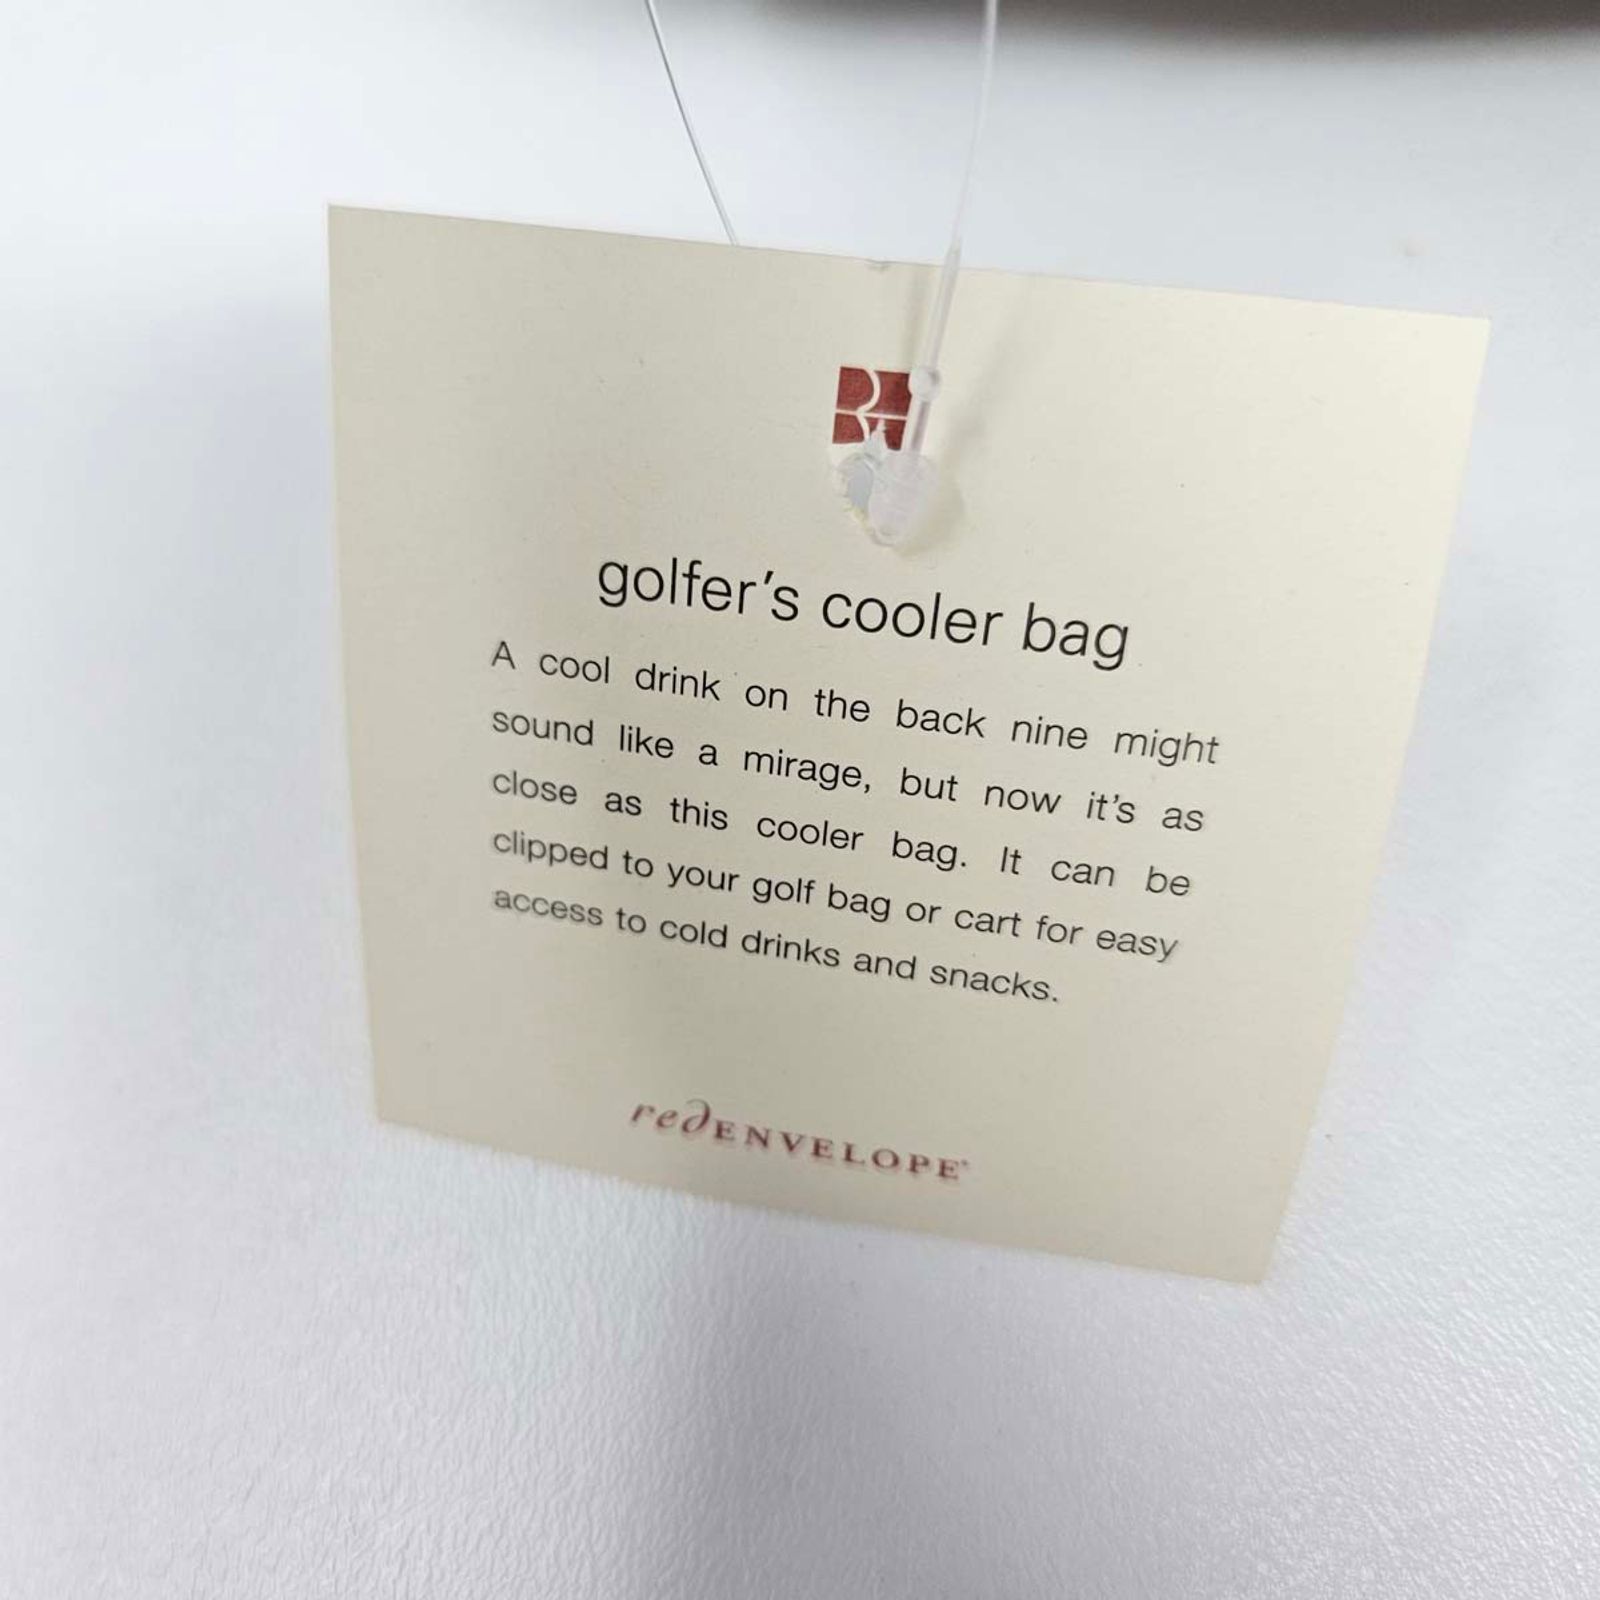 golfer's cooler bag
A cool drink on the back nine might
sound like a mirage, but now it's as
close as this cooler bag. It can be
clipped to your golf bag or cart for easy
access to cold drinks and snacks.
redENVELOPE